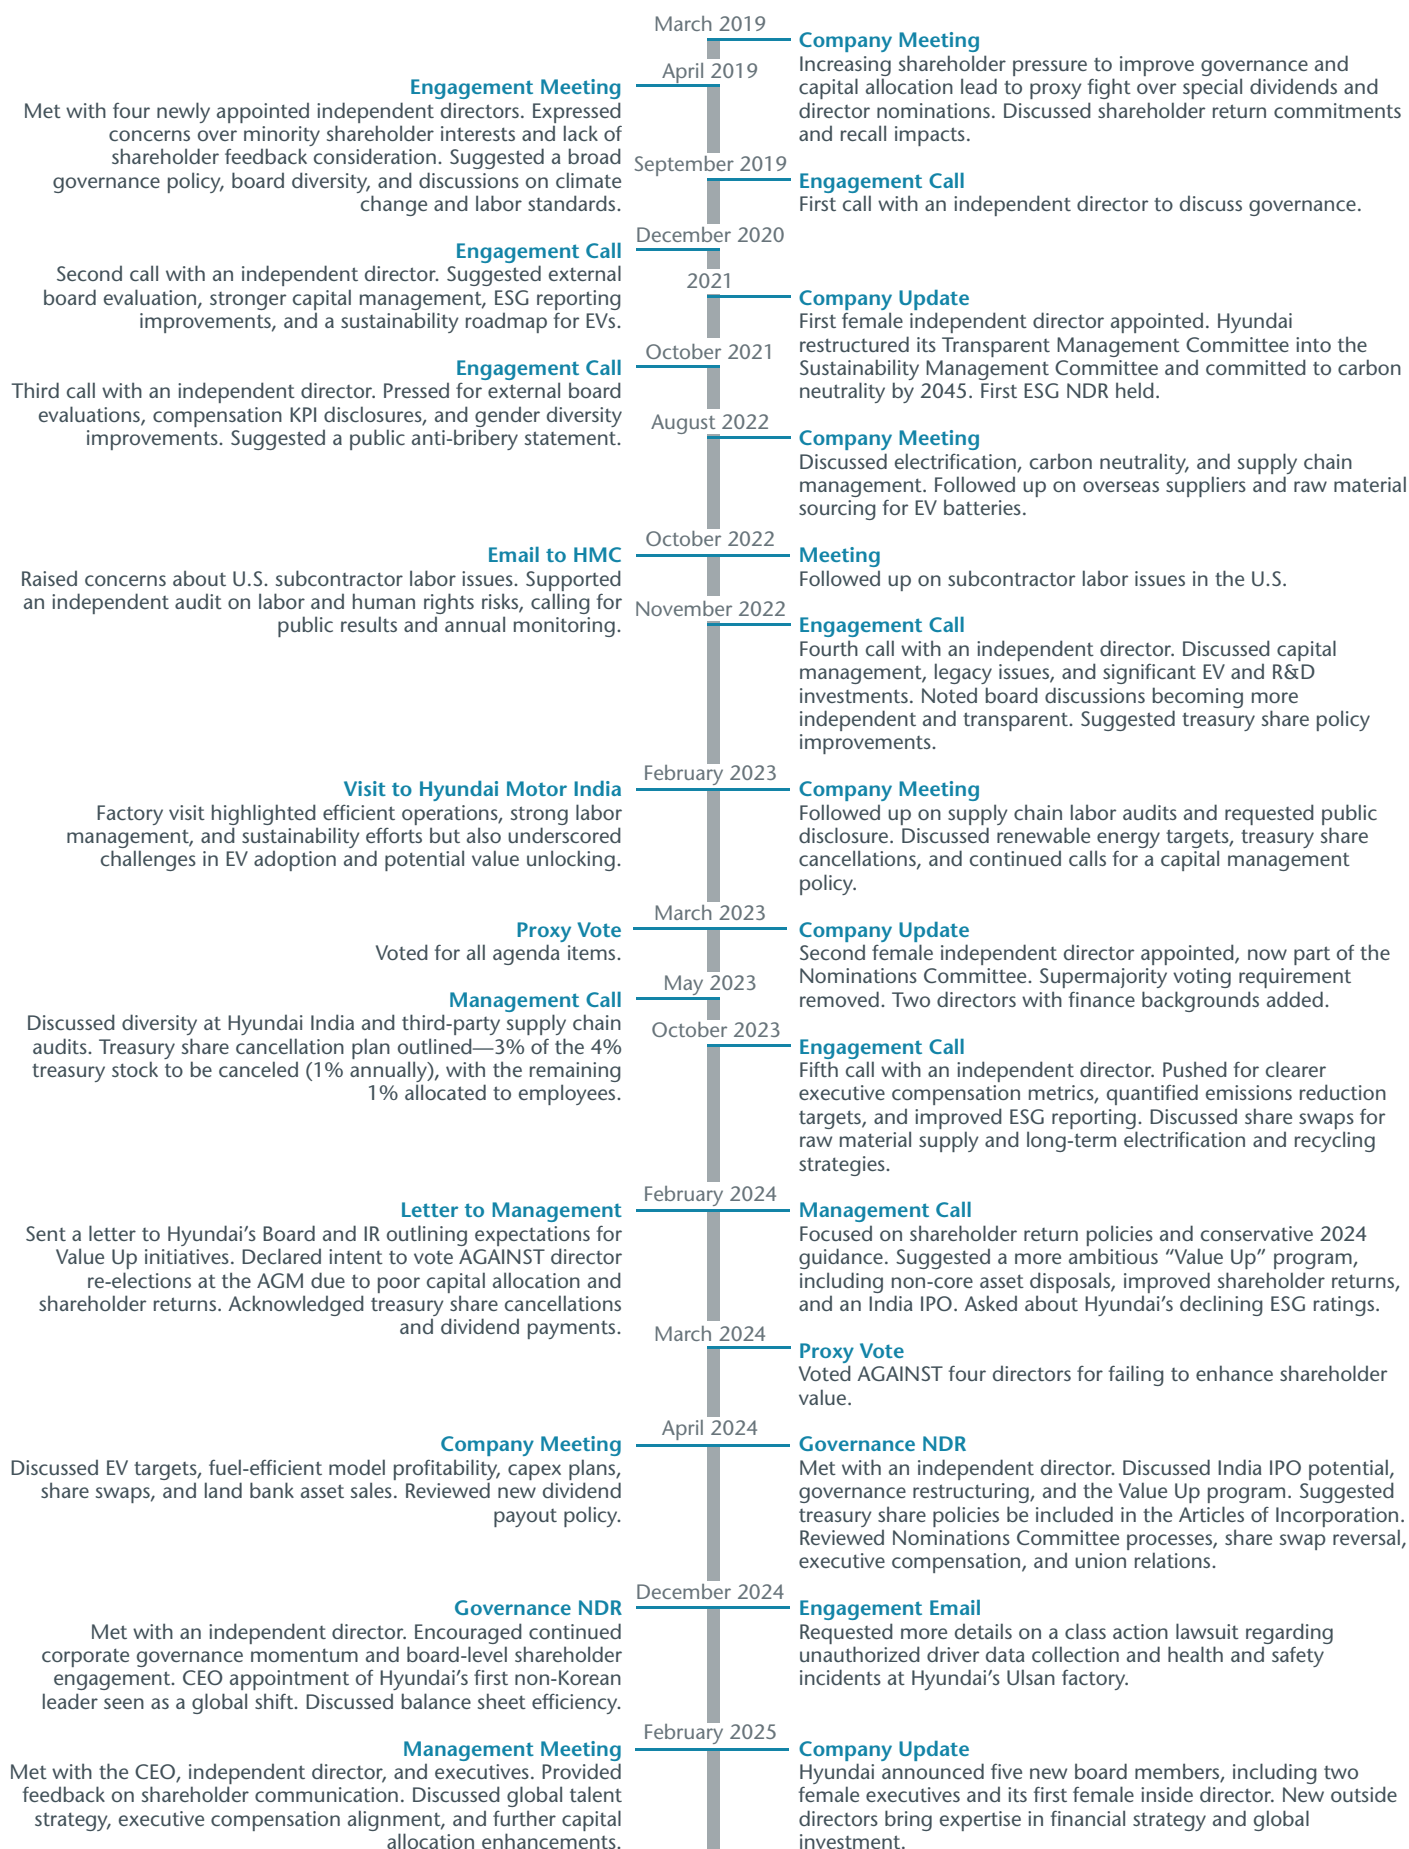 March 2019
Company Meeting
Increasing shareholder pressure to improve governance and
capital allocation lead to proxy fight over special dividends and
director nominations. Discussed shareholder return commitments
and recall impacts.
April 2019
Engagement Meeting
Met with four newly appointed independent directors. Expressed
concerns over minority shareholder interests and lack of
shareholder feedback consideration. Suggested a broad
governance policy, board diversity, and discussions on climate
change and labor standards.
September 2019
Engagement Call
First call with an independent director to discuss governance.
December 2020
Engagement Call
Second call with an independent director. Suggested external
board evaluation, stronger capital management, ESG reporting
improvements, and a sustainability roadmap for EVs.
2021
Company Update
First female independent director appointed. Hyundai
restructured its Transparent Management Committee into the
Sustainability Management Committee and committed to carbon
neutrality by 2045. First ESG NDR held.
October 2021
Engagement Call
Third call with an independent director. Pressed for external board
evaluations, compensation KPI disclosures, and gender diversity
improvements. Suggested a public anti-bribery statement.
August 2022
Company Meeting
Discussed electrification, carbon neutrality, and supply chain
management. Followed up on overseas suppliers and raw material
sourcing for EV batteries.
October 2022
Email to HMC
Raised concerns about U.S. subcontractor labor issues. Supported
an independent audit on labor and human rights risks, calling for
public results and annual monitoring.
Meeting
Followed up on subcontractor labor issues in the U.S.
November 2022
Engagement Call
Fourth call with an independent director. Discussed capital
management, legacy issues, and significant EV and R&D
investments. Noted board discussions becoming more
independent and transparent. Suggested treasury share policy
improvements.
February 2023
Visit to Hyundai Motor India
Factory visit highlighted efficient operations, strong labor
management, and sustainability efforts but also underscored
challenges in EV adoption and potential value unlocking.
Company Meeting
Followed up on supply chain labor audits and requested public
disclosure. Discussed renewable energy targets, treasury share
cancellations, and continued calls for a capital management
policy.
March 2023
Proxy Vote
Voted for all agenda items.
Company Update
Second female independent director appointed, now part of the
Nominations Committee. Supermajority voting requirement
removed. Two directors with finance backgrounds added.
May 2023
Management Call
Discussed diversity at Hyundai India and third-party supply chain
audits. Treasury share cancellation plan outlined—3% of the 4%
treasury stock to be canceled (1% annually), with the remaining
1% allocated to employees.
October 2023
Engagement Call
Fifth call with an independent director. Pushed for clearer
executive compensation metrics, quantified emissions reduction
targets, and improved ESG reporting. Discussed share swaps for
raw material supply and long-term electrification and recycling
strategies.
February 2024
Letter to Management
Sent a letter to Hyundai’s Board and IR outlining expectations for
Value Up initiatives. Declared intent to vote AGAINST director
re-elections at the AGM due to poor capital allocation and
shareholder returns. Acknowledged treasury share cancellations
and dividend payments.
Management Call
Focused on shareholder return policies and conservative 2024
guidance. Suggested a more ambitious “Value Up” program,
including non-core asset disposals, improved shareholder returns,
and an India IPO. Asked about Hyundai’s declining ESG ratings.
March 2024
Proxy Vote
Voted AGAINST four directors for failing to enhance shareholder
value.
April 2024
Company Meeting
Discussed EV targets, fuel-efficient model profitability, capex plans,
share swaps, and land bank asset sales. Reviewed new dividend
payout policy.
Governance NDR
Met with an independent director. Discussed India IPO potential,
governance restructuring, and the Value Up program. Suggested
treasury share policies be included in the Articles of Incorporation.
Reviewed Nominations Committee processes, share swap reversal,
executive compensation, and union relations.
December 2024
Governance NDR
Met with an independent director. Encouraged continued
corporate governance momentum and board-level shareholder
engagement. CEO appointment of Hyundai’s first non-Korean
leader seen as a global shift. Discussed balance sheet efficiency.
Engagement Email
Requested more details on a class action lawsuit regarding
unauthorized driver data collection and health and safety
incidents at Hyundai’s Ulsan factory.
February 2025
Management Meeting
Met with the CEO, independent director, and executives. Provided
feedback on shareholder communication. Discussed global talent
strategy, executive compensation alignment, and further capital
allocation enhancements.
Company Update
Hyundai announced five new board members, including two
female executives and its first female inside director. New outside
directors bring expertise in financial strategy and global
investment.